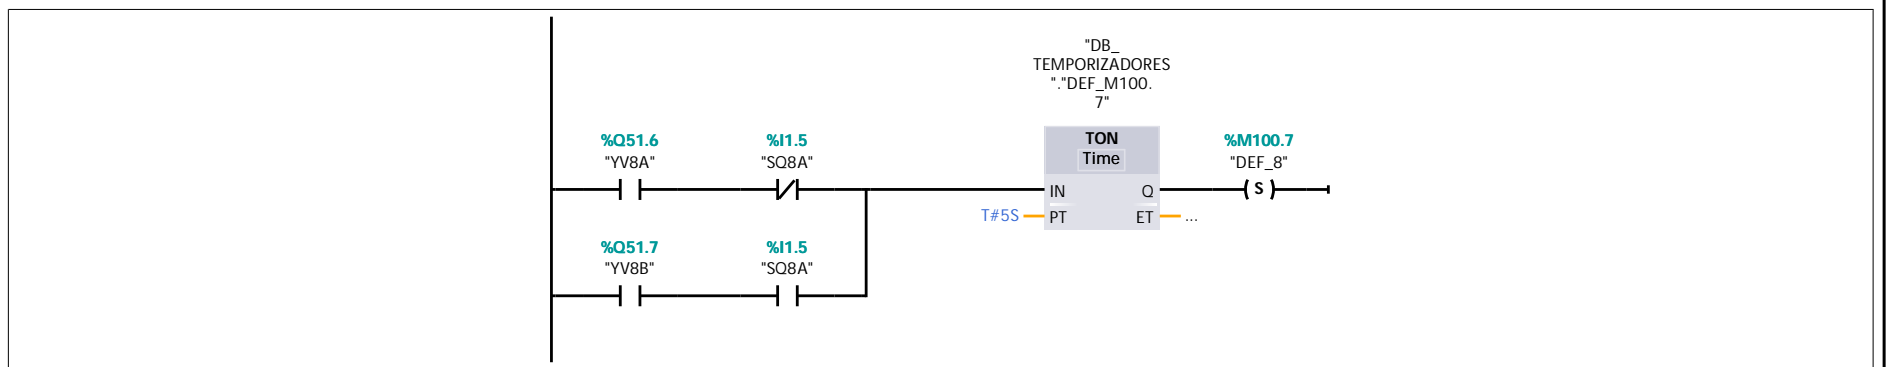 "DB_
TEMPORIZADORES
"."DEF_M100.
7"
%Q51.6
"YV8A"
%I1.5
"SQ8A"
TON
Time
%M100.7
"DEF_8"
IN
Q
S
T#5S
PT
ET
...
%Q51.7
"YV8B"
%I1.5
"SQ8A"